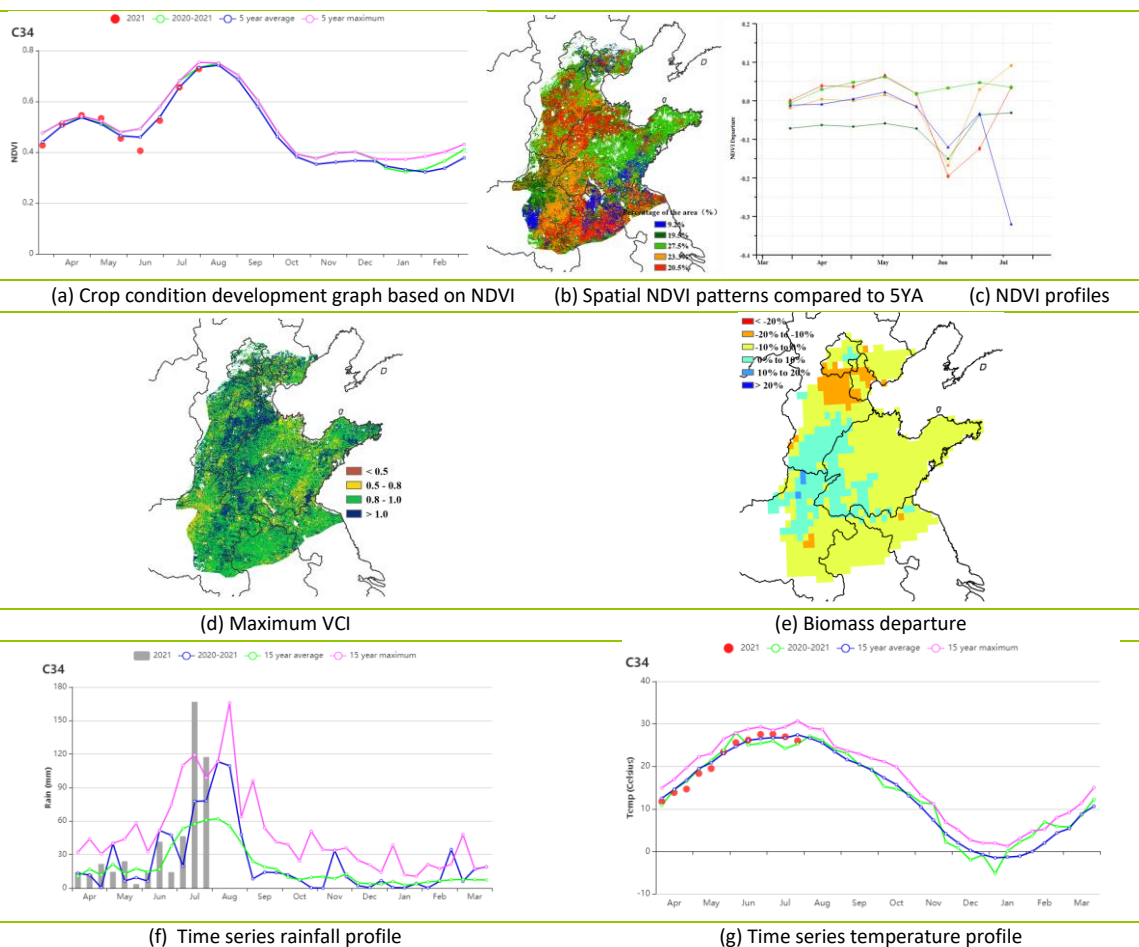 2021 2020-2021 5 year average 5 year maximum
C34
0.8
0.6
0.4
0.2
0
NDVI
Apr May Jun Jul Aug Sep Oct Nov Dec Jan Feb
Percentage of the area (%)
9.2%
27.5%
20.5%
0.2
0.1
0.0
-0.1
-0.2
-0.3
-0.4
NDVI Departure
Mar Apr May Jun Jul
(a) Crop condition development graph based on NDVI (b) Spatial NDVI patterns compared to 5YA (c) NDVI profiles
< 0.5
0.5 - 0.8
0.8 - 1.0
> 1.0
< -20%
-20% to -10%
-10% to 0%
0% to 10%
10% to 20%
> 20%
(d) Maximum VCI (e) Biomass departure
2021 2020-2021 15 year average 15 year maximum
C34
180
150
120
90
60
30
0
Rain (mm)
Apr May Jun Jul Aug Sep Oct Nov Dec Jan Feb Mar
2021 2020-2021 15 year average 15 year maximum
C34
40
30
20
10
0
-10
Temp (Celsius)
Apr May Jun Jul Aug Sep Oct Nov Dec Jan Feb Mar
(f) Time series rainfall profile (g) Time series temperature profile